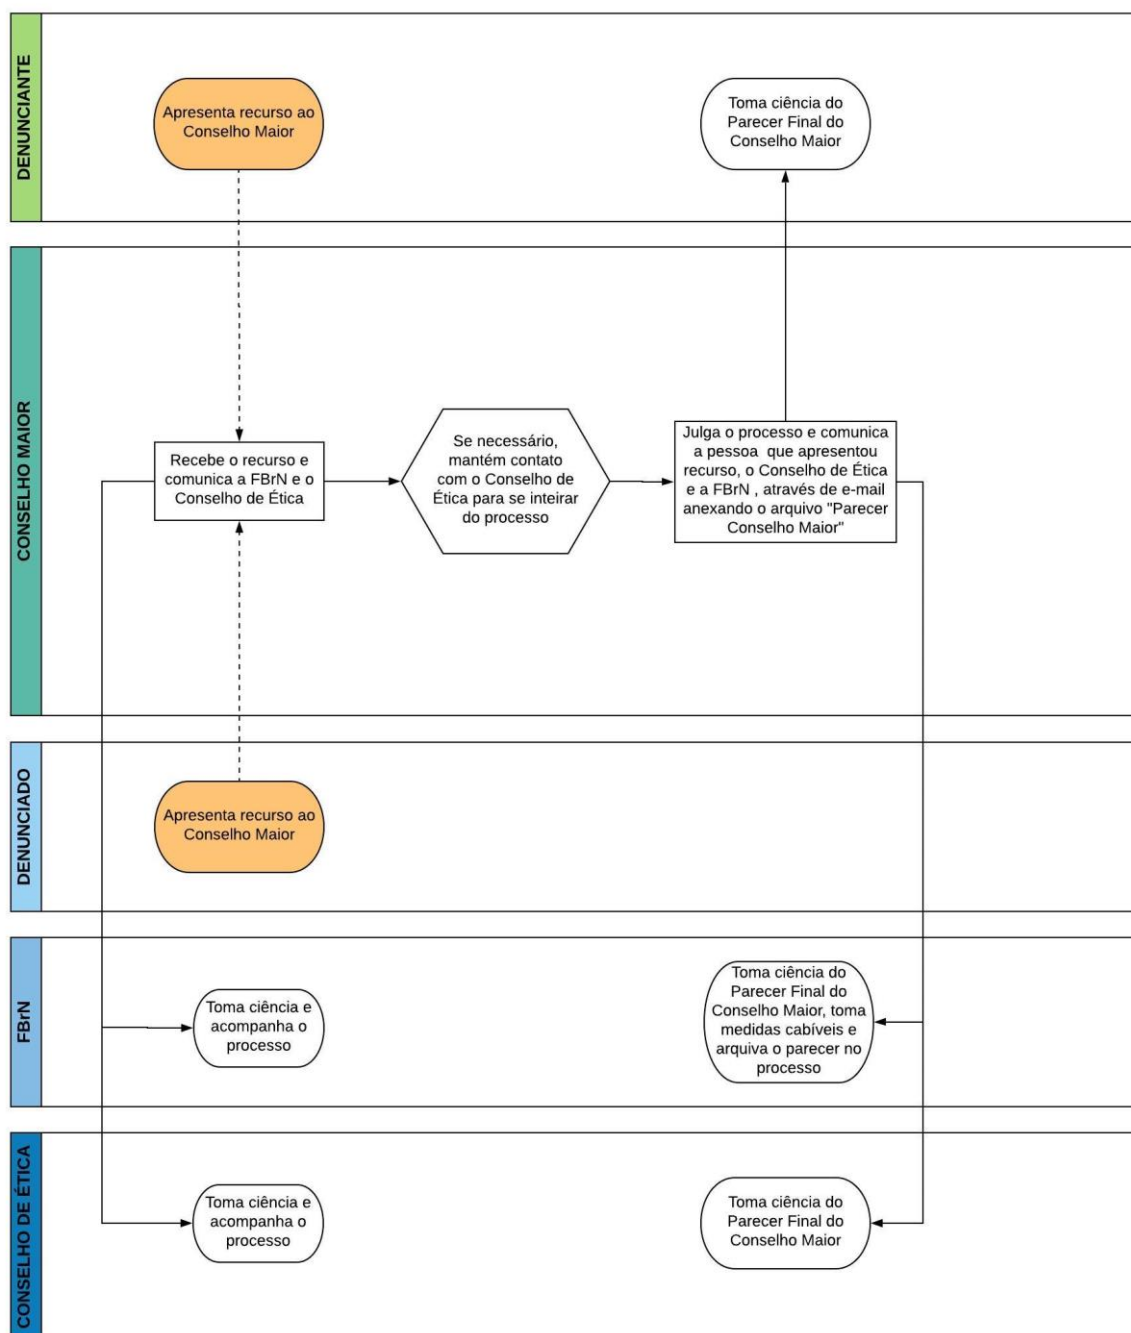 DENUNCIANTE
Apresenta recurso ao
Conselho Maior
Toma ciência do
Parecer Final do
Conselho Maior
CONSELHO MAIOR
Recebe o recurso e
comunica a FBrN e o
Conselho de Ética
Se necessário,
mantém contato
com o Conselho de
Ética para se inteirar
do processo
Julga o processo e comunica
a pessoa que apresentou
recurso, o Conselho de Ética
e a FBrN , através de e-mail
anexando o arquivo "Parecer
Conselho Maior"
DENUNCIADO
Apresenta recurso ao
Conselho Maior
FBrN
Toma ciência e
acompanha o
processo
Toma ciência do
Parecer Final do
Conselho Maior, toma
medidas cabíveis e
arquiva o parecer no
processo
CONSELHO DE ÉTICA
Toma ciência e
acompanha o
processo
Toma ciência do
Parecer Final do
Conselho Maior